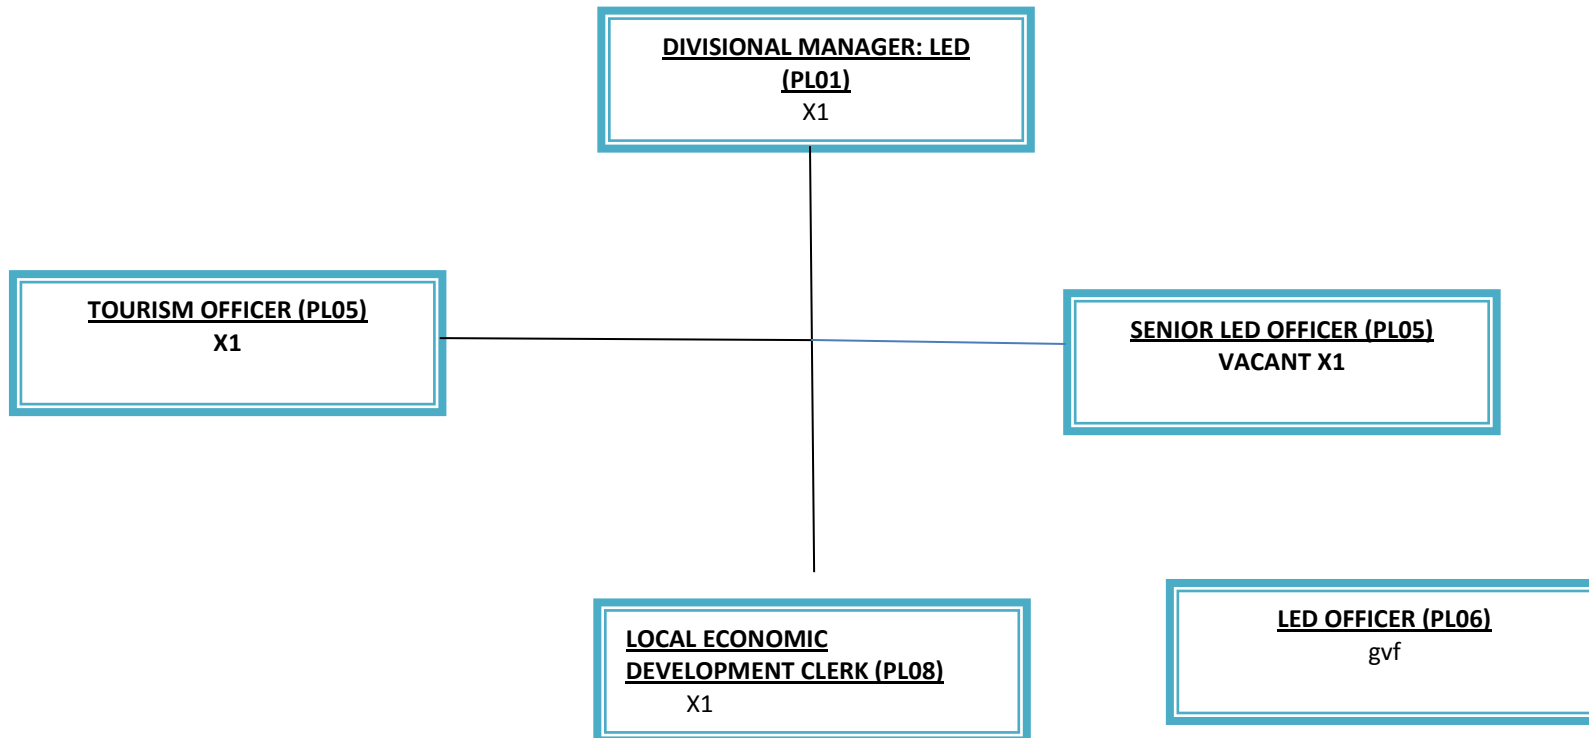 DIVISIONAL MANAGER: LED
(PL01)
X1
TOURISM OFFICER (PL05)
X1
SENIOR LED OFFICER (PL05)
VACANT X1
LOCAL ECONOMIC
DEVELOPMENT CLERK (PL08)
X1
LED OFFICER (PL06)
gvf